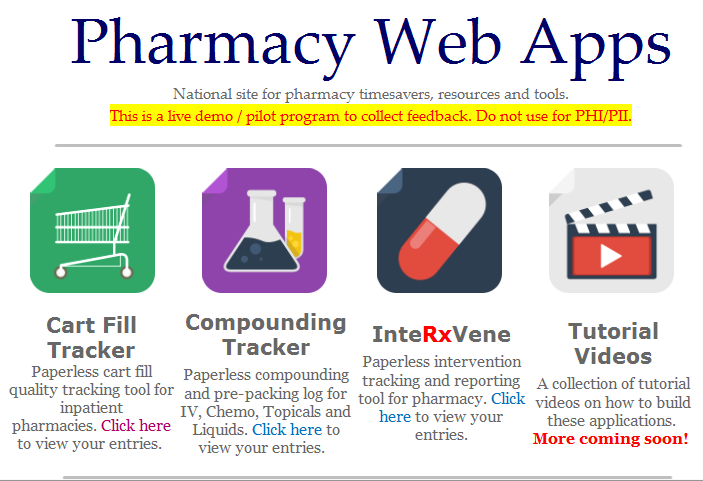 Pharmacy Web Apps
National site for pharmacy timesavers, resources and tools.
This is a live demo / pilot program to collect feedback. Do not use for PHI/PII.
Cart Fill
Tracker
Paperless cart fill
quality tracking tool for
inpatient
pharmacies. Click here
to view your entries.
Compounding
Tracker
Paperless compounding
and pre-packing log for
IV, Chemo, Topicals and
Liquids. Click here to
view your entries.
InteRxVene
Paperless intervention
tracking and reporting
tool for pharmacy. Click
here to view your
entries.
Tutorial
Videos
A collection of tutorial
videos on how to build
these applications.
More coming soon!